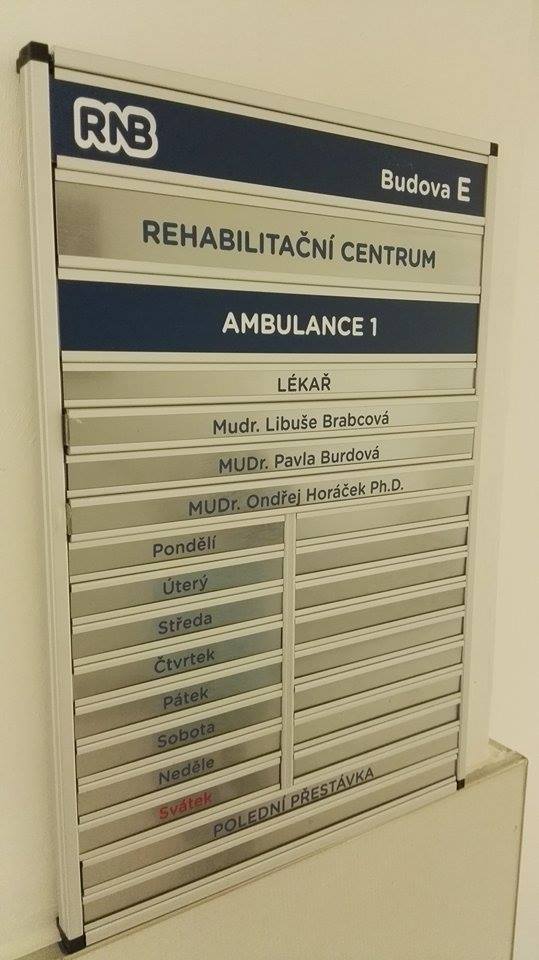 RNB
Budova E
REHABILITAČNÍ CENTRUM
AMBULANCE 1
LÉKAŘ
Mudr. Libuše Brabcová
MUDr. Pavla Burdová
MUDr. Ondřej Horáček Ph.D.
Pondělí
Úterý
Středa
Čtvrtek
Pátek
Sobota
Neděle
Svátek
POLEDNÍ PŘESTÁVKA